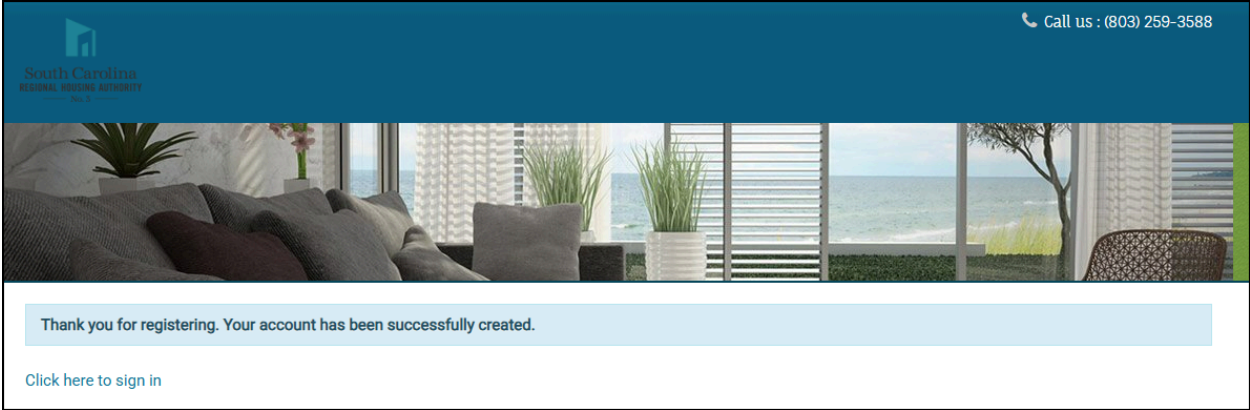 Call us : (803) 259-3588
South Carolina
REGIONAL HOUSING AUTHORITY
Thank you for registering. Your account has been successfully created.
Click here to sign in